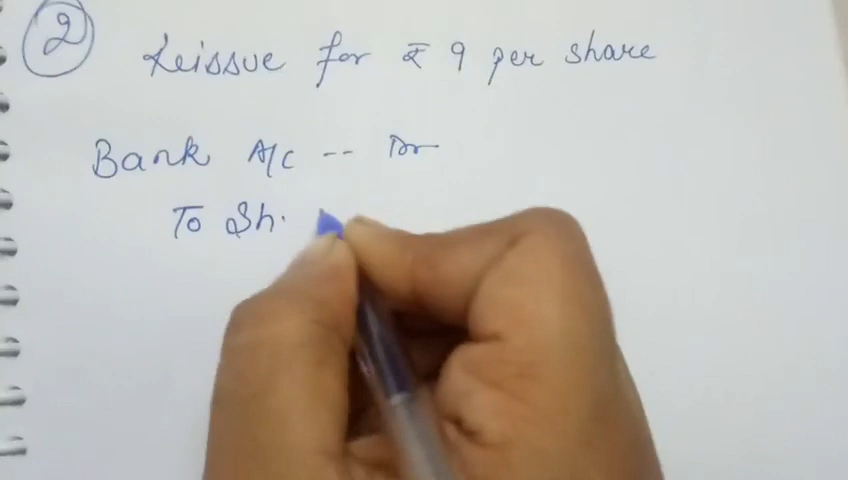 2 Reissue for ₹ 9 per share
Bank A/c -- Dr
To Sh.